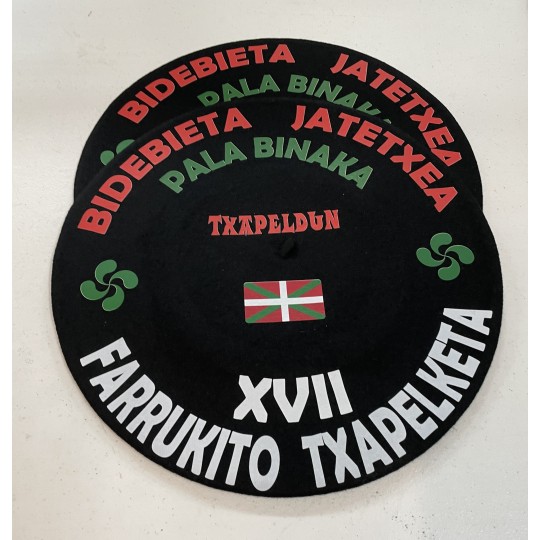 BIDEBIETA JATETXEA
PALA BINAKA
BIDEBIETA JATETXEA
PALA BINAKA
TXAPELDUN
XVII
FARRUKITO TXAPELKETA